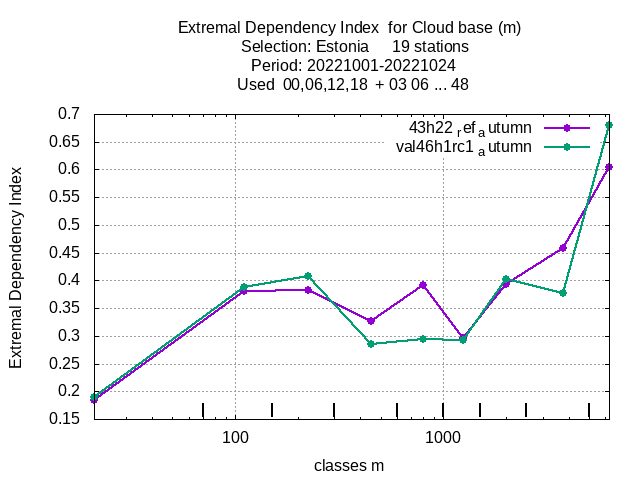 Extremal Dependency Index  for Cloud base (m)
Selection: Estonia     19 stations
Period: 20221001-20221024
Used  00,06,12,18  + 03 06 ... 48
43h22 ref autumn
val46h1rc1 autumn
0.7
0.65
0.6
0.55
0.5
0.45
0.4
0.35
0.3
0.25
0.2
0.15
Extremal Dependency Index
100 1000
classes m